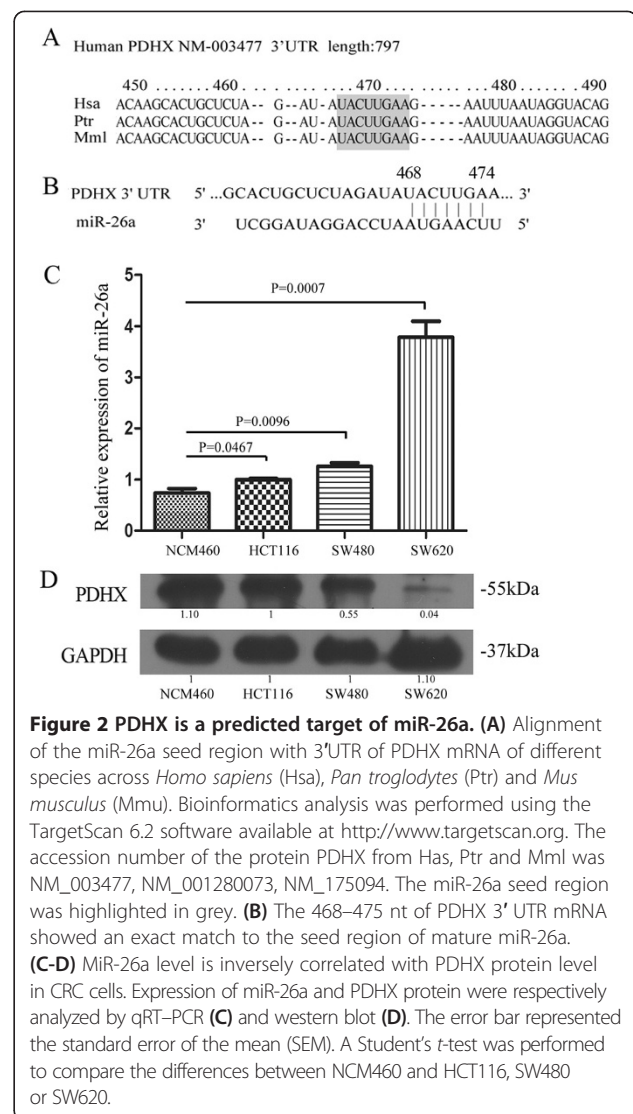 A Human PDHX NM-003477 3'UTR length:797
450 .......460 .. . . . . . .. 470 .... . . . .. 480 .......490
Hsa ACAAGCACUGCUCUA-- G--AU-AUACUUGAAG-----AAUUUAAUAGGUACAG
Ptr ACAAGCACUGCUCUA-- G--AU-AUACUUGAAG-----AAUUUAAUAGGUACAG
Mml ACAAGCACUGCUCUA-- G--AU-AUACUUGAAG-----AAUUUAAUAGGUACAG
B
468 474
PDHX 3' UTR 5' ...GCACUGCUCUAGAUAUACUUGAA... 3'
miR-26a 3' UCGGAUAGGACCUAAUGAACUU 5'
C
Relative expression of miR-26a
5
4
3
2
1
0
P=0.0007
P=0.0096
P=0.0467
NCM460 HCT116 SW480 SW620
D
PDHX -55kDa
1.10 1 0.55 0.04
GAPDH -37kDa
1 1 1 1.10
NCM460 HCT116 SW480 SW620
Figure 2 PDHX is a predicted target of miR-26a. (A) Alignment
of the miR-26a seed region with 3'UTR of PDHX mRNA of different
species across Homo sapiens (Hsa), Pan troglodytes (Ptr) and Mus
musculus (Mmu). Bioinformatics analysis was performed using the
TargetScan 6.2 software available at http://www.targetscan.org. The
accession number of the protein PDHX from Has, Ptr and Mml was
NM_003477, NM_001280073, NM_175094. The miR-26a seed region
was highlighted in grey. (B) The 468–475 nt of PDHX 3' UTR mRNA
showed an exact match to the seed region of mature miR-26a.
(C-D) MiR-26a level is inversely correlated with PDHX protein level
in CRC cells. Expression of miR-26a and PDHX protein were respectively
analyzed by qRT–PCR (C) and western blot (D). The error bar represented
the standard error of the mean (SEM). A Student's t-test was performed
to compare the differences between NCM460 and HCT116, SW480
or SW620.